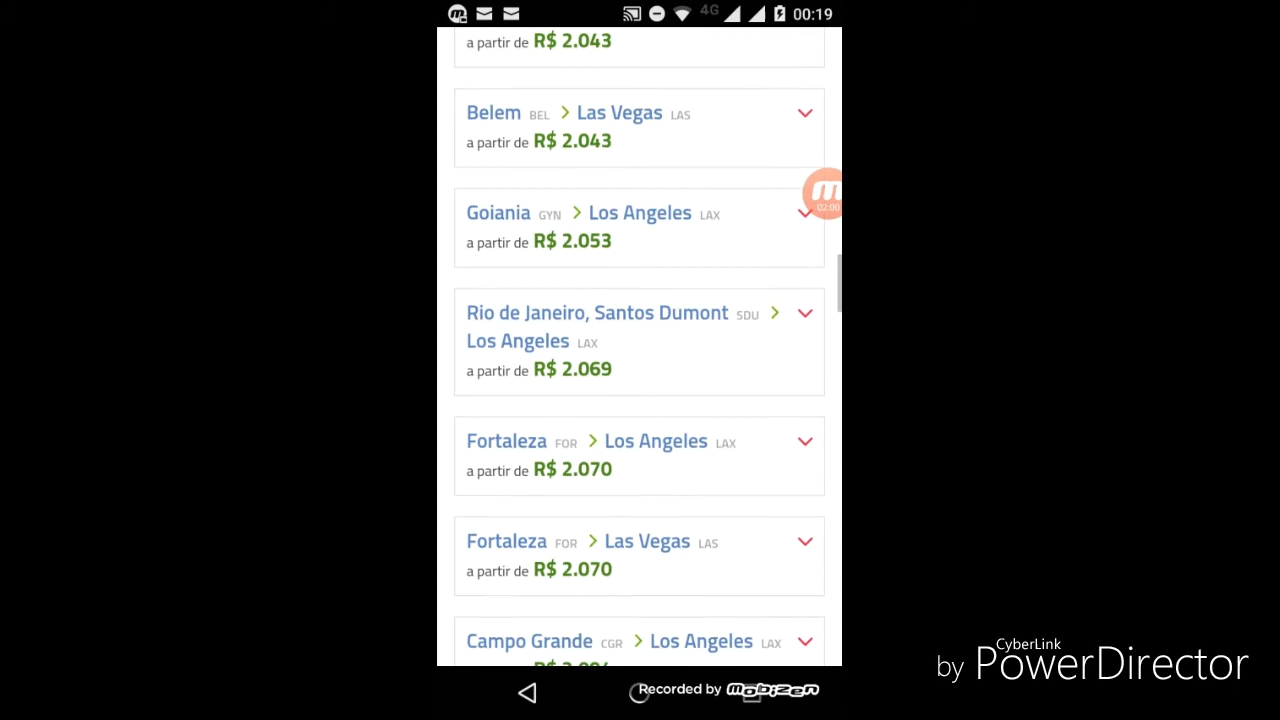 4G 00:19
a partir de R$ 2.043
Belem BEL > Las Vegas LAS
a partir de R$ 2.043
02:00
Goiania GYN > Los Angeles LAX
a partir de R$ 2.053
Rio de Janeiro, Santos Dumont SDU >
Los Angeles LAX
a partir de R$ 2.069
Fortaleza FOR > Los Angeles LAX
a partir de R$ 2.070
Fortaleza FOR > Las Vegas LAS
a partir de R$ 2.070
Campo Grande CGR > Los Angeles LAX
Recorded by mobizen
CyberLink
by PowerDirector